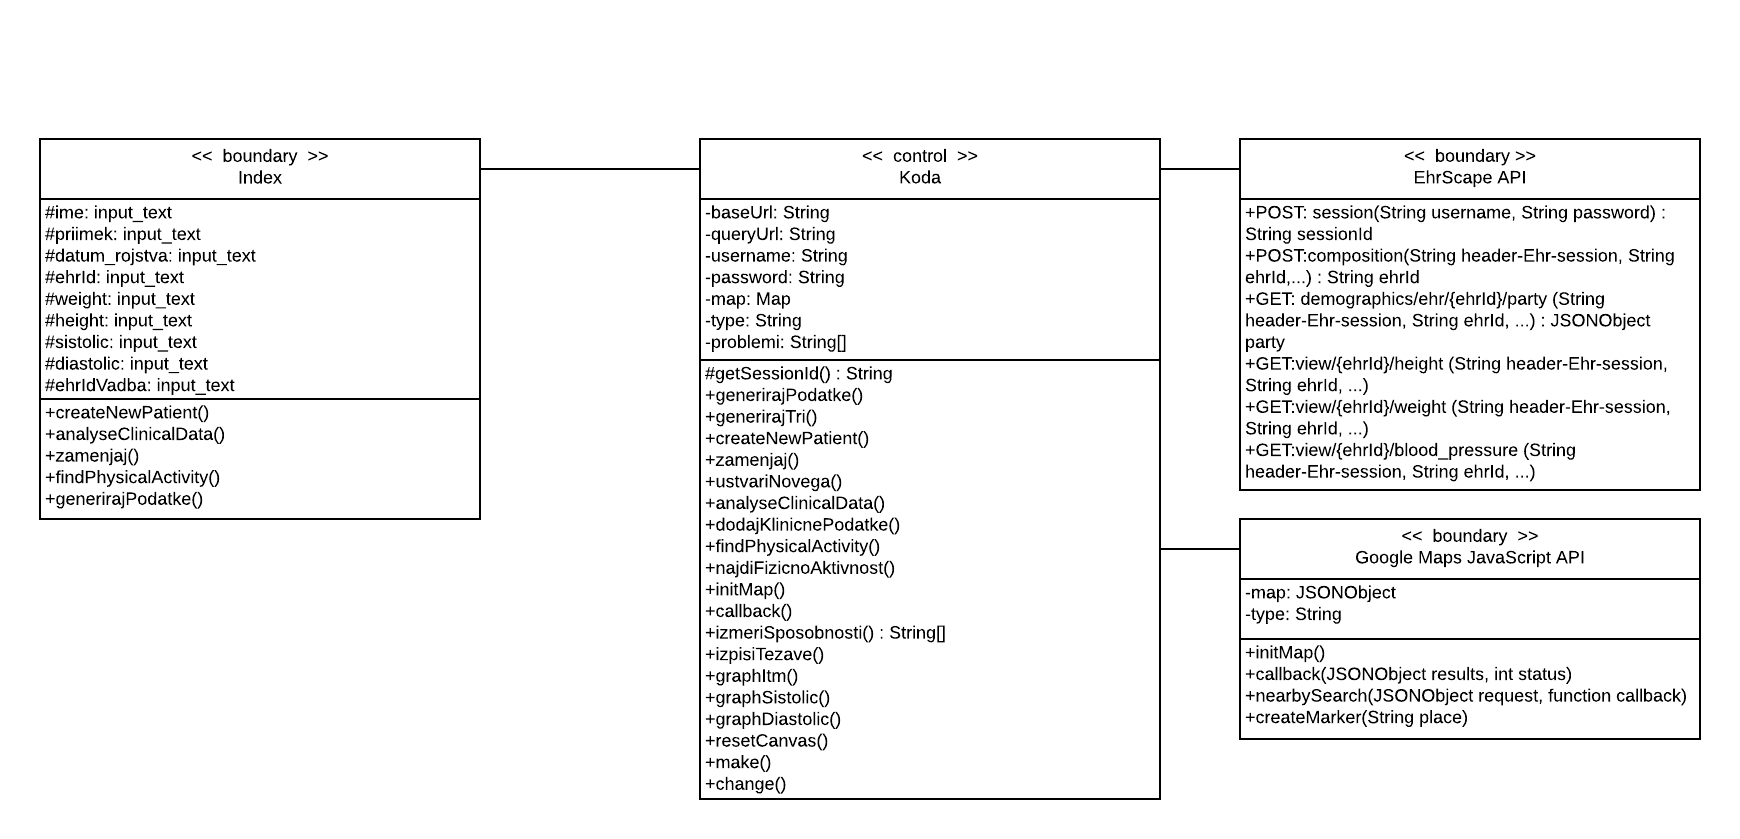 << boundary >>
Index
#ime: input_text
#priimek: input_text
#datum_rojstva: input_text
#ehrId: input_text
#weight: input_text
#height: input_text
#sistolic: input_text
#diastolic: input_text
#ehrIdVadba: input_text
+createNewPatient()
+analyseClinicalData()
+zamenjaj()
+findPhysicalActivity()
+generirajPodatke()
<< control >>
Koda
-baseUrl: String
-queryUrl: String
-username: String
-password: String
-map: Map
-type: String
-problemi: String[]
#getSessionId() : String
+generirajPodatke()
+generirajTri()
+createNewPatient()
+zamenjaj()
+ustvariNovega()
+analyseClinicalData()
+dodajKlinicnePodatke()
+findPhysicalActivity()
+najdiFizicnoAktivnost()
+initMap()
+callback()
+izmeriSposobnosti() : String[]
+izpisiTezave()
+graphItm()
+graphSistolic()
+graphDiastolic()
+resetCanvas()
+make()
+change()
<< boundary >>
EhrScape API
+POST: session(String username, String password) :
String sessionId
+POST:composition(String header-Ehr-session, String
ehrId,...) : String ehrId
+GET: demographics/ehr/{ehrId}/party (String
header-Ehr-session, String ehrId, ...) : JSONObject
party
+GET:view/{ehrId}/height (String header-Ehr-session,
String ehrId, ...)
+GET:view/{ehrId}/weight (String header-Ehr-session,
String ehrId, ...)
+GET:view/{ehrId}/blood_pressure (String
header-Ehr-session, String ehrId, ...)
<< boundary >>
Google Maps JavaScript API
-map: JSONObject
-type: String
+initMap()
+callback(JSONObject results, int status)
+nearbySearch(JSONObject request, function callback)
+createMarker(String place)